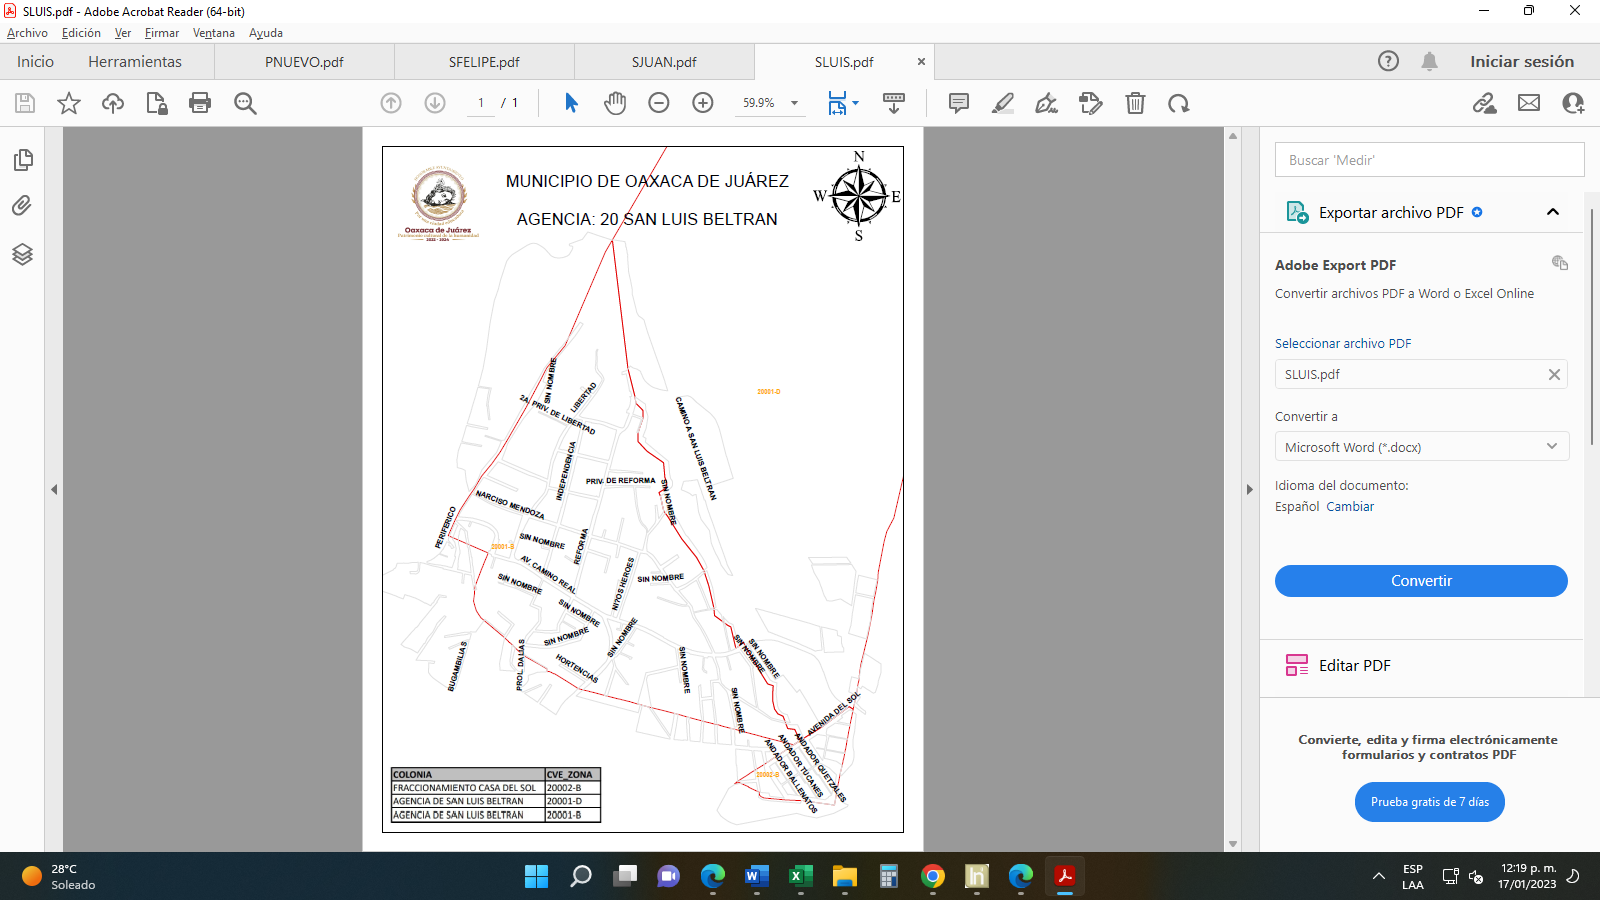 SLUIS.pdf - Adobe Acrobat Reader (64-bit)
Archivo Edición Ver Firmar Ventana Ayuda
Inicio Herramientas PNUEVO.pdf SFELIPE.pdf SJUAN.pdf SLUIS.pdf Iniciar sesión
1 / 1 59.9%
Buscar 'Medir'
Exportar archivo PDF
Adobe Export PDF
Convertir archivos PDF a Word o Excel Online
Seleccionar archivo PDF
SLUIS.pdf
Convertir a
Microsoft Word (*.docx)
Idioma del documento:
Español Cambiar
Convertir
Editar PDF
Convierte, edita y firma electrónicamente
formularios y contratos PDF
Prueba gratis de 7 días
MUNICIPIO DE OAXACA DE JUÁREZ
AGENCIA: 20 SAN LUIS BELTRAN
Oaxaca de Juárez
2022 - 2024
N
W E
S
20001-D
SIN NOMBRE
LIBERTAD
2A. PRIV. DE LIBERTAD
CAMINO A SAN LUIS BELTRAN
INDEPENDENCIA
PRIV. DE REFORMA
SIN NOMBRE
NARCISO MENDOZA
PERIFERICO
SIN NOMBRE
20001-B
REFORMA
AV. CAMINO REAL
SIN NOMBRE
NI?OS HEROES
SIN NOMBRE
SIN NOMBRE
SIN NOMBRE
SIN NOMBRE
BUGAMBILIAS
PROL DALIAS
HORTENCIAS
SIN NOMBRE
SIN NOMBRE
SIN NOMBRE
SIN NOMBRE
AVENIDA DEL SOL
ANDADOR QUETZALES
ANDADOR TUCANES
ANDADOR BALLENATOS
20002-B
COLONIA CVE_ZONA
FRACCIONAMIENTO CASA DEL SOL 20002-B
AGENCIA DE SAN LUIS BELTRAN 20001-D
AGENCIA DE SAN LUIS BELTRAN 20001-B
28°C
Soleado
ESP
LAA
12:19 p. m.
17/01/2023